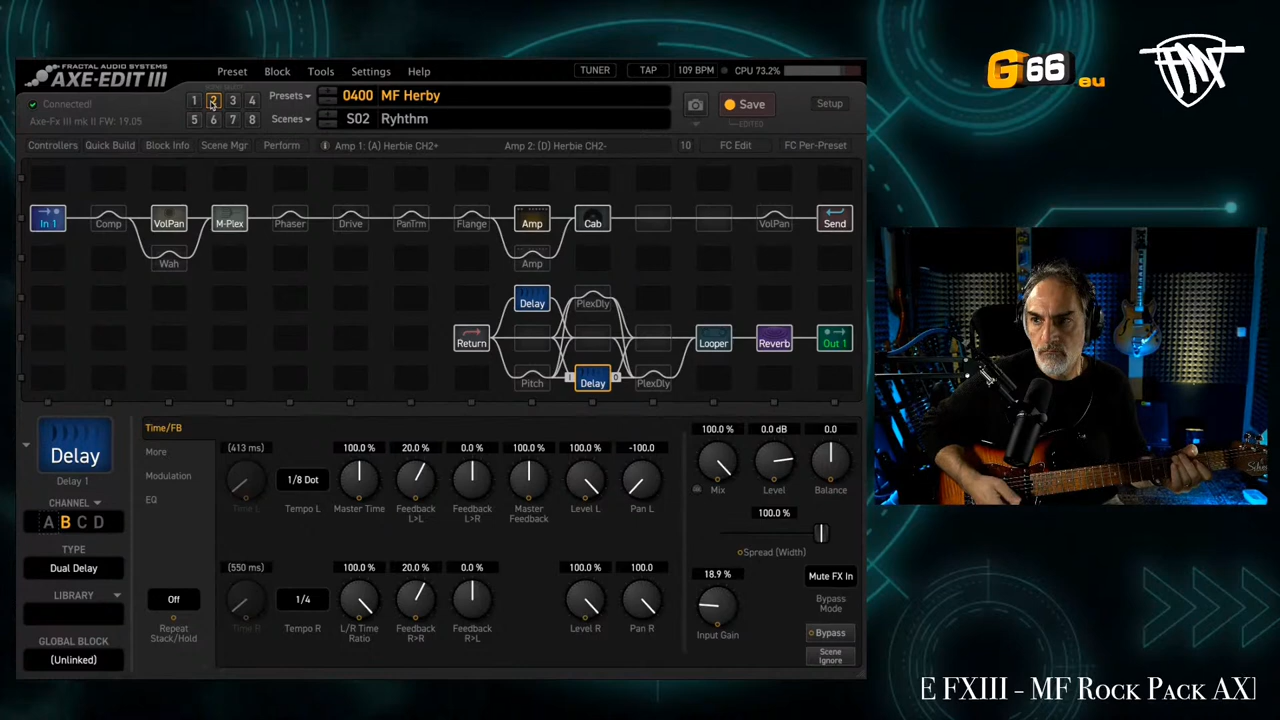 FRACTAL AUDIO SYSTEMS
AXE-EDIT III
Preset Block Tools Settings Help
TUNER TAP 109 BPM CPU 73.2%
G66.eu
Connected!
Axe-Fx III mk II FW: 19.05
1 2 3 4
5 6 7 8
Presets 0400 MF Herby
Scenes S02 Ryhthm
Save
EDITED
Setup
Controllers Quick Build Block Info Scene Mgr Perform
Amp 1: (A) Herbie CH2+ Amp 2: (D) Herbie CH2- 10 FC Edit FC Per-Preset
In 1 Comp VolPan M-Plex Phaser Drive PanTrm Flange Amp Cab VolPan Send
Wah Amp
Delay PlexDly
Return Looper Reverb Out 1
Pitch Delay PlexDly
Delay
Delay 1
CHANNEL
A B C D
TYPE
Dual Delay
LIBRARY
GLOBAL BLOCK
(Unlinked)
Time/FB
More
Modulation
EQ
Off
Repeat
Stack/Hold
(413 ms) 1/8 Dot 100.0 % 20.0 % 0.0 % 100.0 % 100.0 % -100.0
Time L Tempo L Master Time Feedback L>L Feedback L>R Master Feedback Level L Pan L
(550 ms) 1/4 100.0 % 20.0 % 0.0 % 100.0 % 100.0
Time R Tempo R L/R Time Ratio Feedback R>R Feedback R>L Level R Pan R
100.0 % 0.0 dB 0.0
Mix Level Balance
100.0 %
Spread (Width)
18.9 %
Input Gain
Mute FX In
Bypass
Mode
Bypass
Scene
Ignore
E FXIII - MF Rock Pack AXE